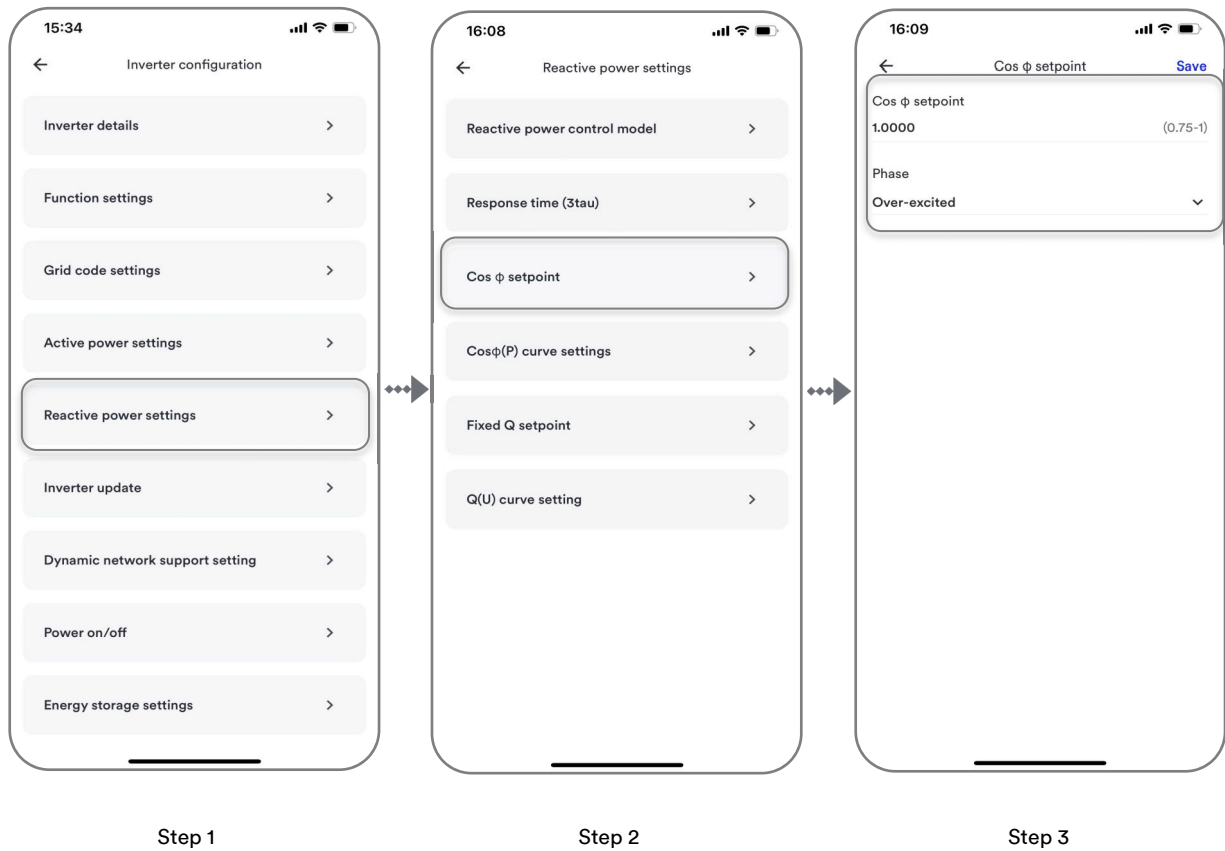 15:34
Inverter configuration
Inverter details
Function settings
Grid code settings
Active power settings
Reactive power settings
Inverter update
Dynamic network support setting
Power on/off
Energy storage settings
Step 1
16:08
Reactive power settings
Reactive power control model
Response time (3tau)
Cos ϕ setpoint
Cosϕ(P) curve settings
Fixed Q setpoint
Q(U) curve setting
Step 2
16:09
Cos ϕ setpoint Save
Cos ϕ setpoint
1.0000 (0.75-1)
Phase
Over-excited
Step 3